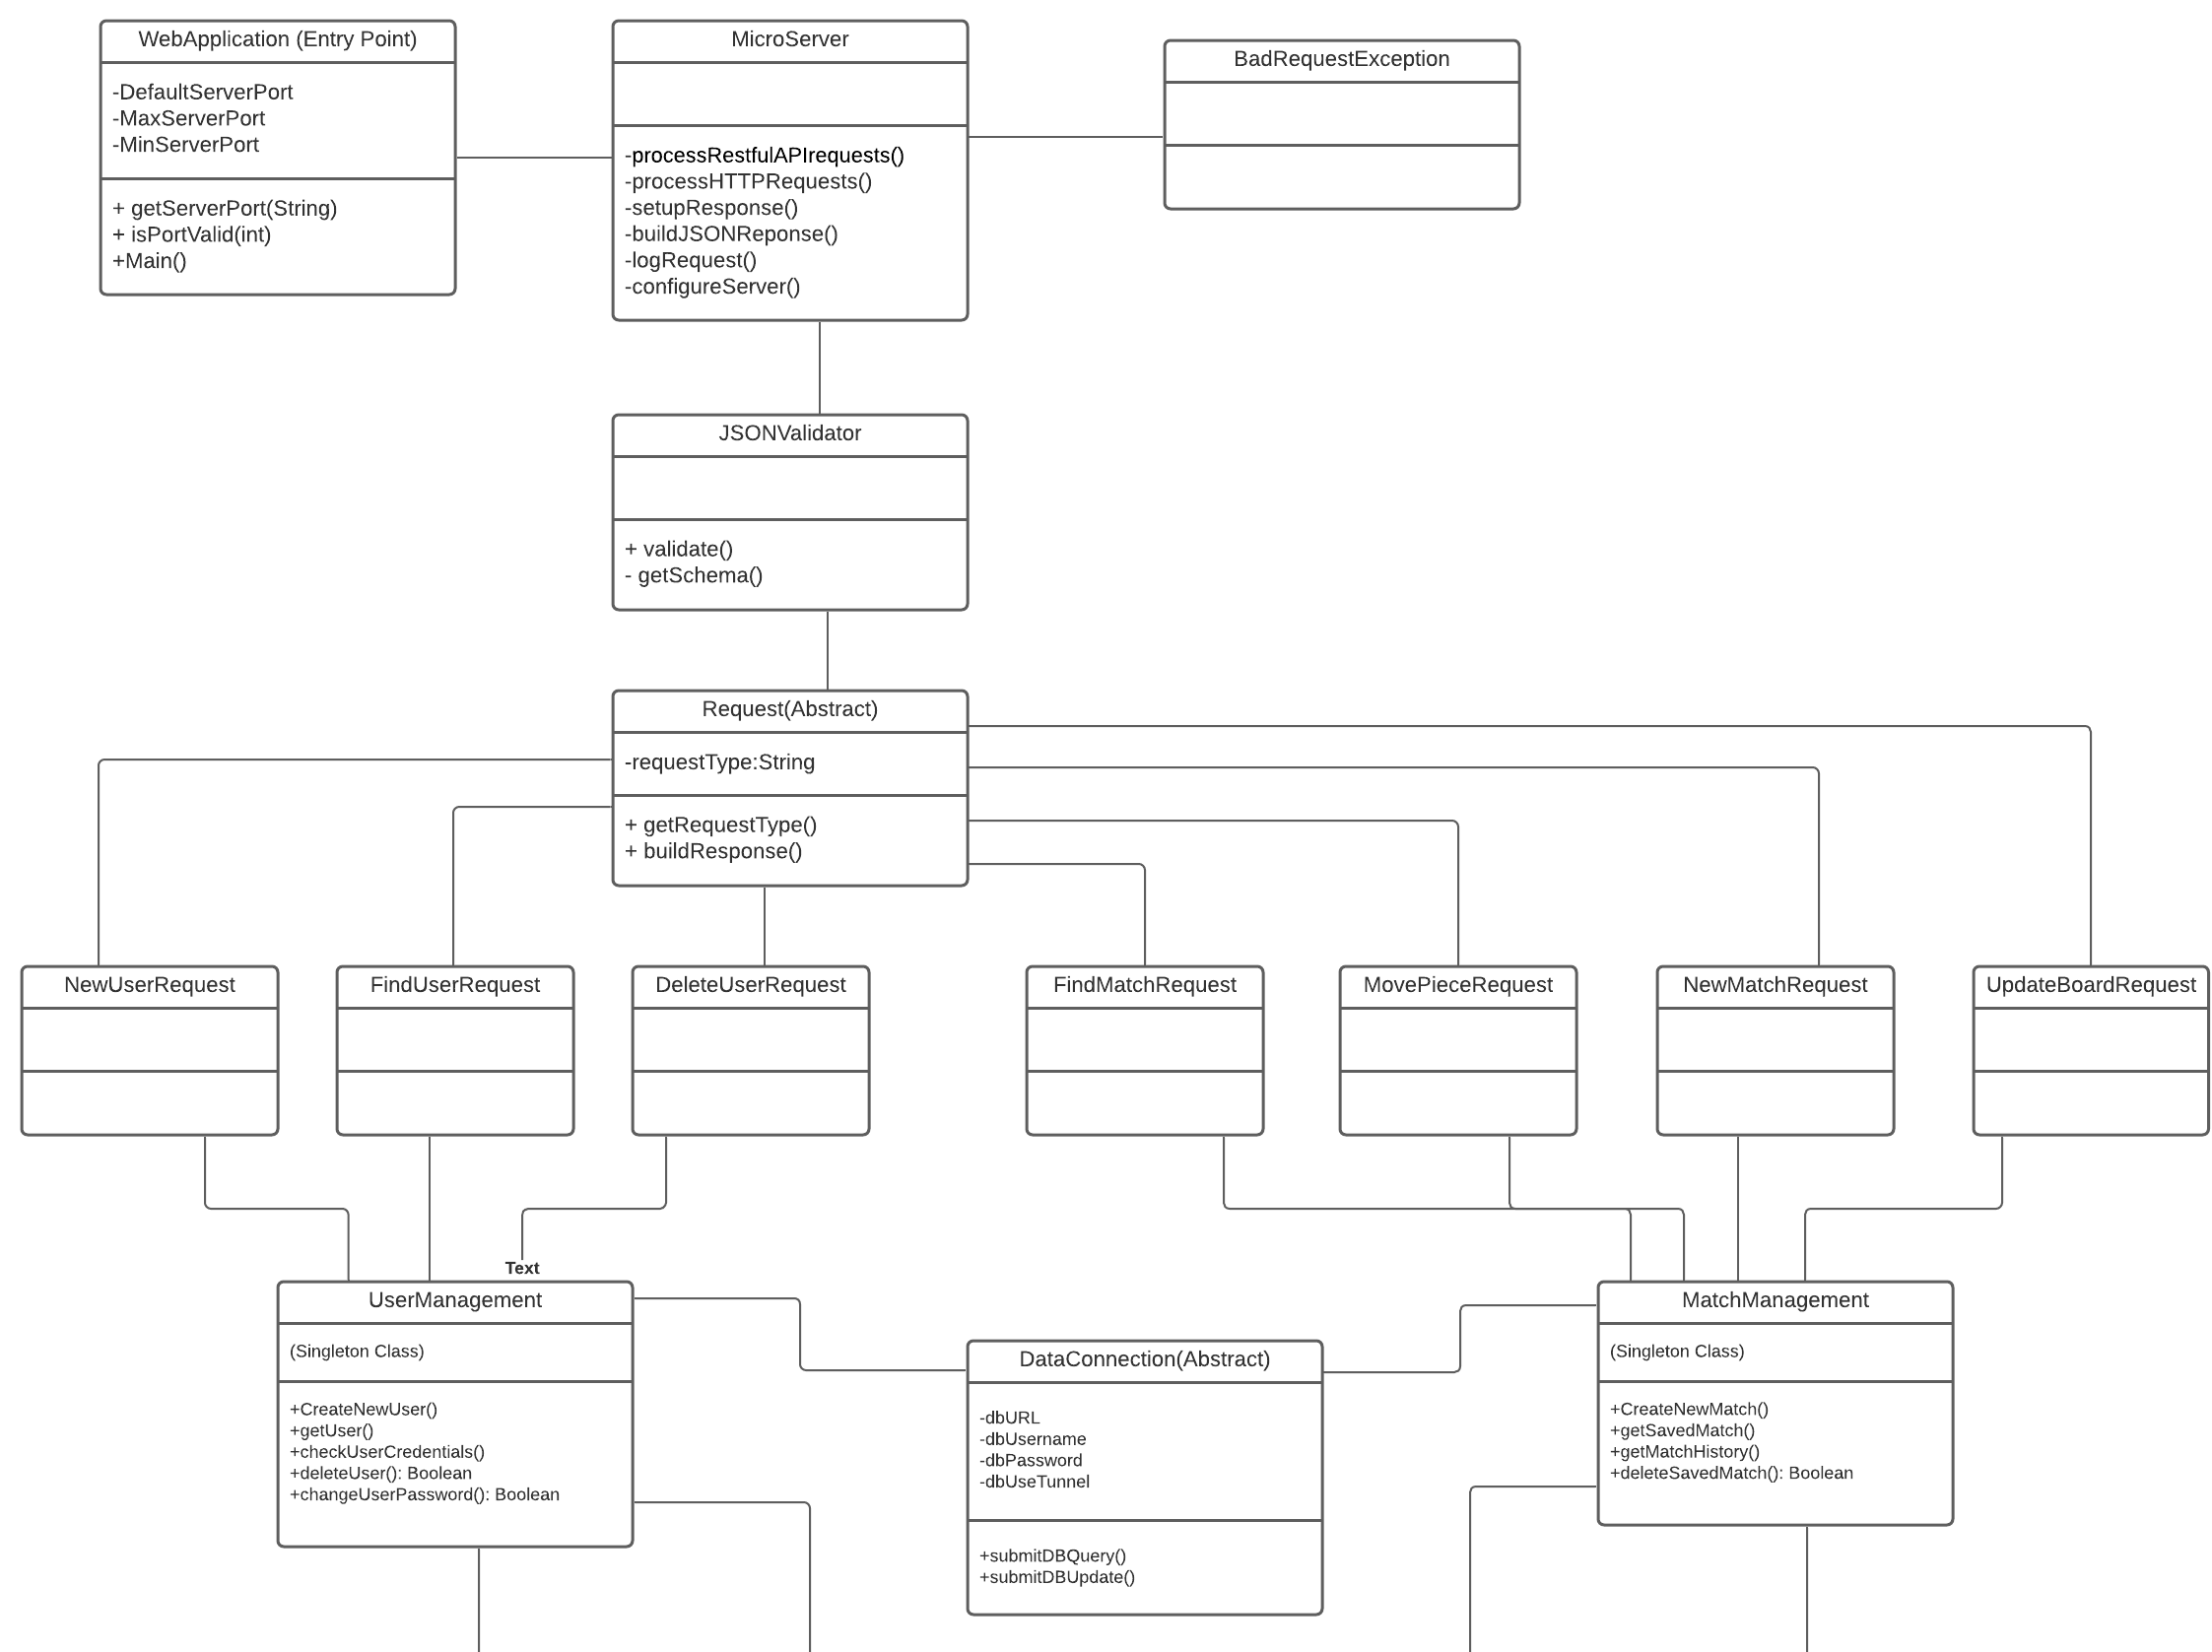 WebApplication (Entry Point)
-DefaultServerPort
-MaxServerPort
-MinServerPort
+ getServerPort(String)
+ isPortValid(int)
+Main()
MicroServer
-processRestfulAPIrequests()
-processHTTPRequests()
-setupResponse()
-buildJSONReponse()
-logRequest()
-configureServer()
BadRequestException
JSONValidator
+ validate()
- getSchema()
Request(Abstract)
-requestType:String
+ getRequestType()
+ buildResponse()
NewUserRequest
FindUserRequest
DeleteUserRequest
FindMatchRequest
MovePieceRequest
NewMatchRequest
UpdateBoardRequest
Text
UserManagement
(Singleton Class)
+CreateNewUser()
+getUser()
+checkUserCredentials()
+deleteUser(): Boolean
+changeUserPassword(): Boolean
DataConnection(Abstract)
-dbURL
-dbUsername
-dbPassword
-dbUseTunnel
+submitDBQuery()
+submitDBUpdate()
MatchManagement
(Singleton Class)
+CreateNewMatch()
+getSavedMatch()
+getMatchHistory()
+deleteSavedMatch(): Boolean